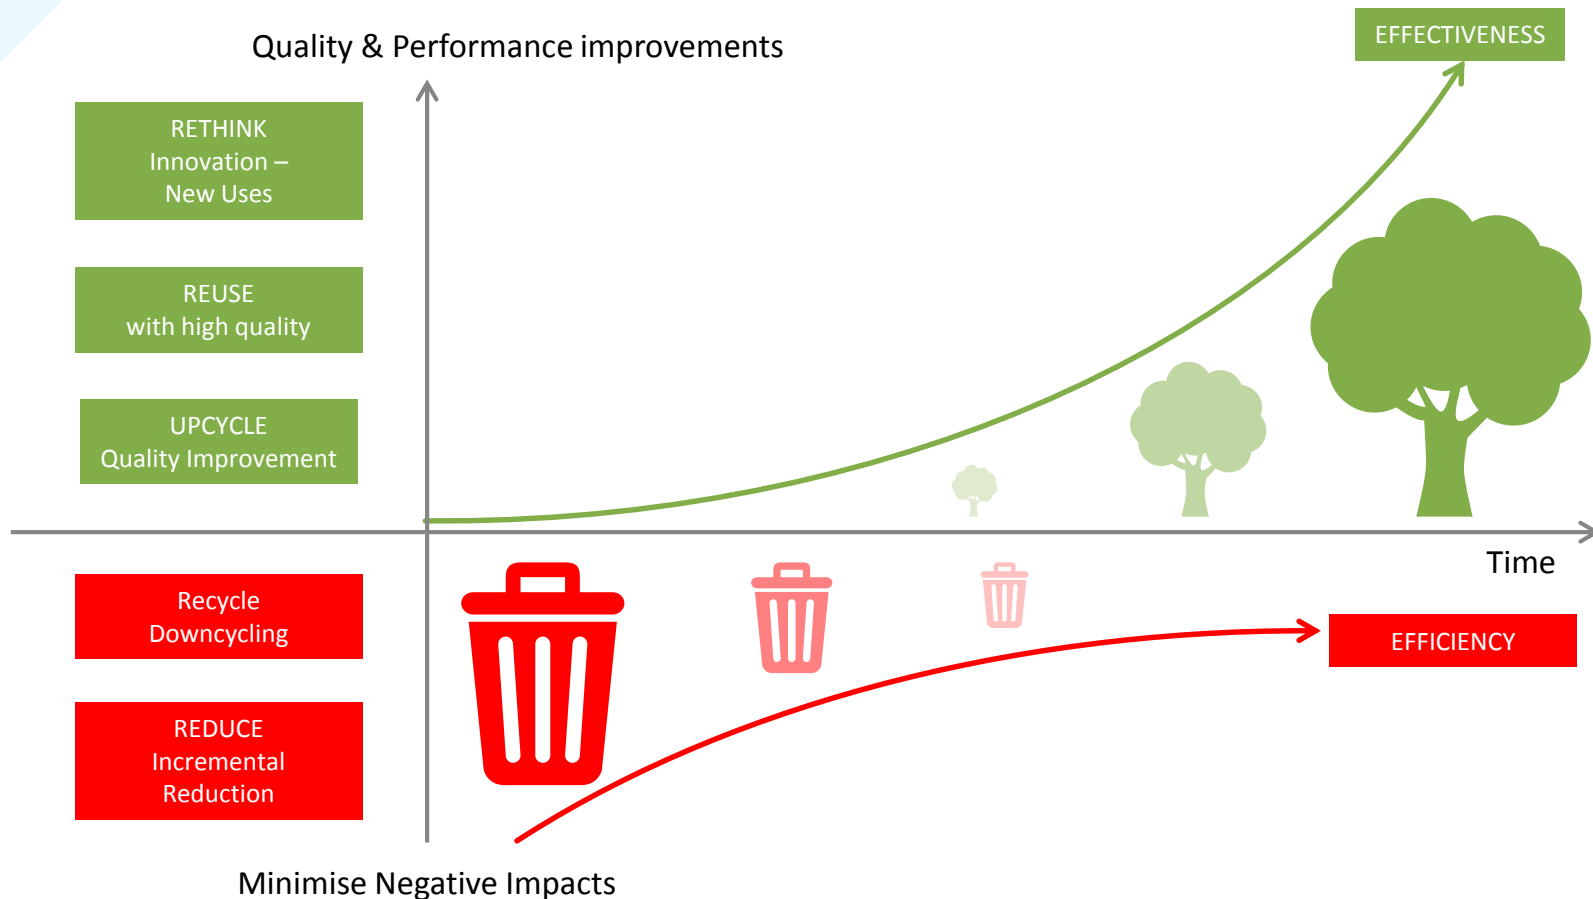 Quality & Performance improvements
EFFECTIVENESS
RETHINK
Innovation –
New Uses
REUSE
with high quality
UPCYCLE
Quality Improvement
Time
Recycle
Downcycling
EFFICIENCY
REDUCE
Incremental
Reduction
Minimise Negative Impacts